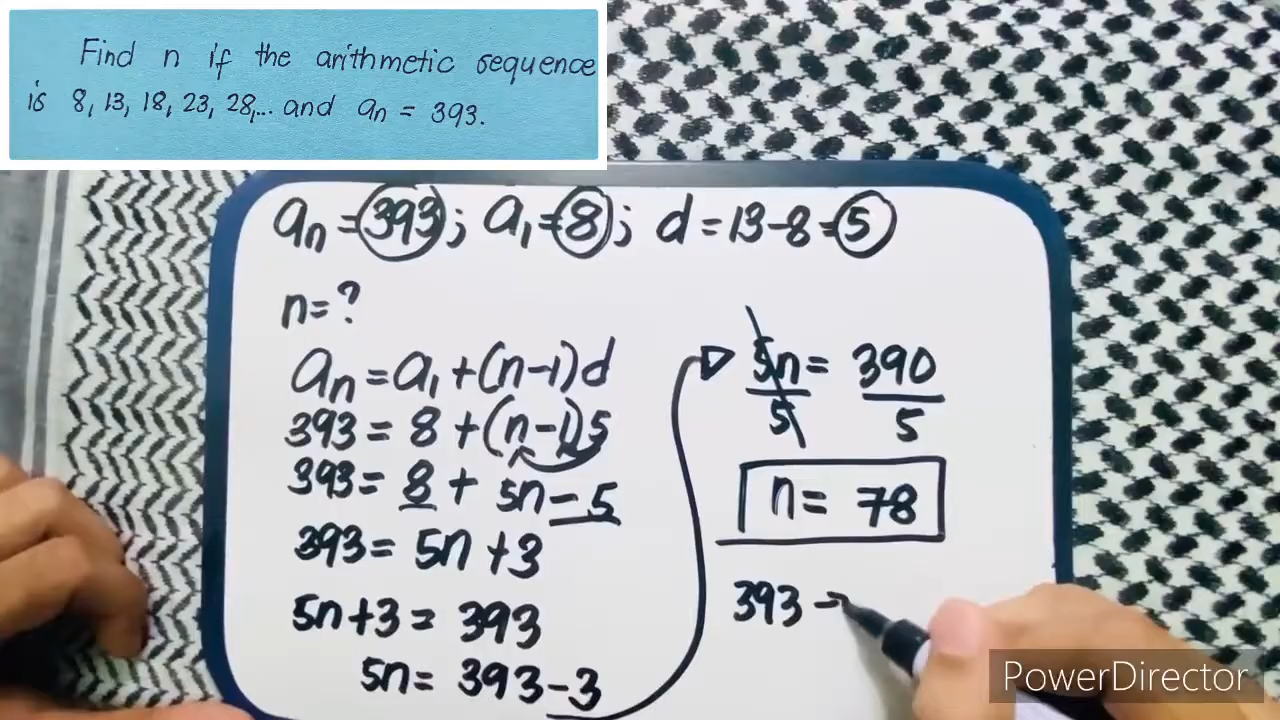 Find n if the arithmetic sequence
is 8, 13, 18, 23, 28,... and aₙ = 393.
aₙ = 393; a₁ = 8; d = 13-8 = 5
n = ?
aₙ = a₁ + (n-1)d
393 = 8 + (n-1)5
393 = 8 + 5n - 5
393 = 5n + 3
5n + 3 = 393
5n = 393 - 3
5n = 390
5 5
n = 78
393
PowerDirector